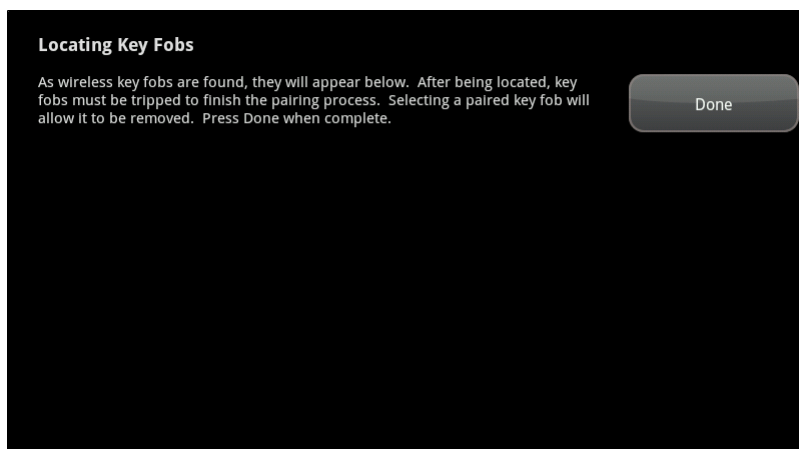 Locating Key Fobs
As wireless key fobs are found, they will appear below.  After being located, key
fobs must be tripped to finish the pairing process.  Selecting a paired key fob will
allow it to be removed.  Press Done when complete.
Done